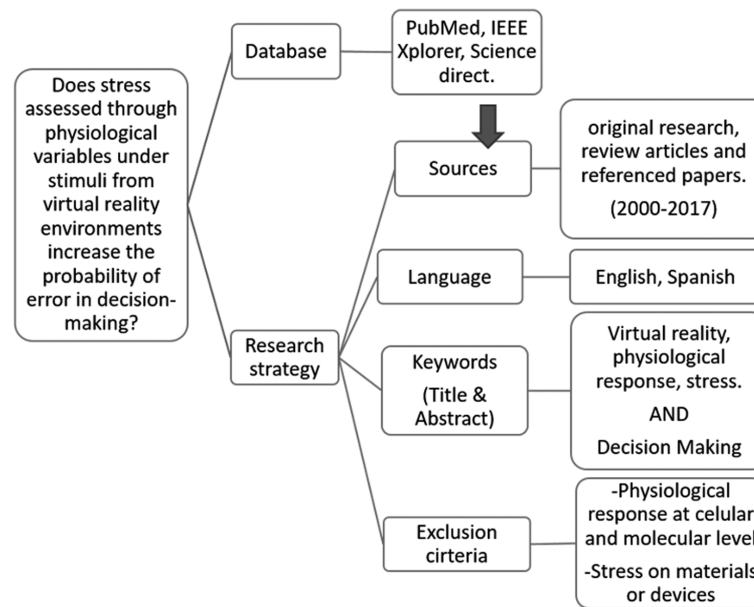 Does stress
assessed through
physiological
variables under
stimuli from
virtual reality
environments
increase the
probability of
error in decision-
making?
Database
PubMed, IEEE
Xplorer, Science
direct.
Research
strategy
Sources
original research,
review articles and
referenced papers.
(2000-2017)
Language
English, Spanish
Keywords
(Title &
Abstract)
Virtual reality,
physiological
response, stress.
AND
Decision Making
Exclusion
cirteria
-Physiological
response at celular
and molecular level
-Stress on materials
or devices